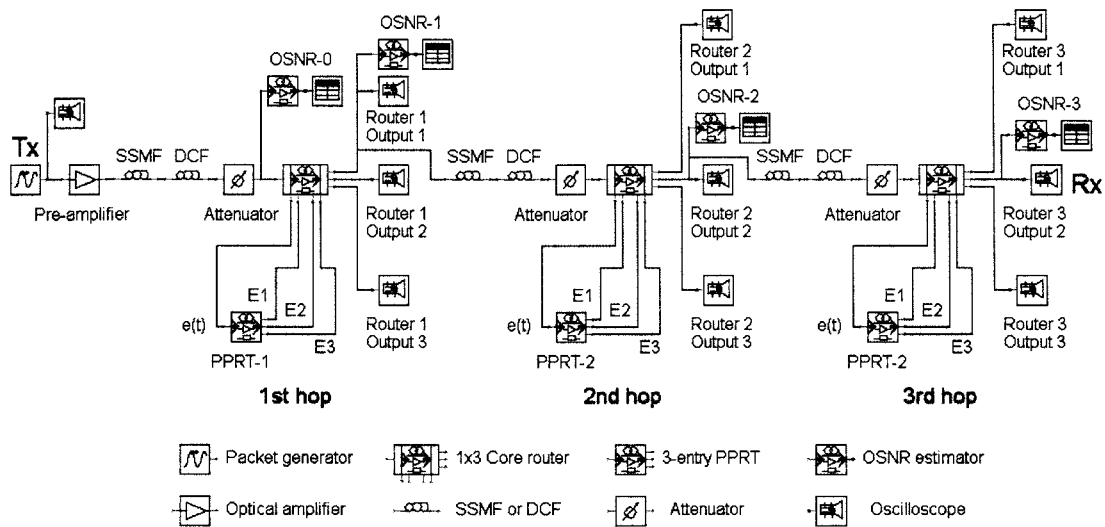 OSNR-1
OSNR-0
Router 1
Output 1
Router 2
Output 1
Router 3
Output 1
OSNR-2
OSNR-3
Tx
SSMF DCF
SSMF DCF
SSMF DCF
Rx
Pre-amplifier
Attenuator
Router 1
Output 2
Attenuator
Router 2
Output 2
Attenuator
Router 3
Output 2
E1
E2
e(t)
E3
PPRT-1
Router 1
Output 3
E1
E2
e(t)
E3
PPRT-2
Router 2
Output 3
E1
E2
e(t)
E3
PPRT-2
Router 3
Output 3
1st hop
2nd hop
3rd hop
Packet generator
1x3 Core router
3-entry PPRT
OSNR estimator
Optical amplifier
SSMF or DCF
Attenuator
Oscilloscope